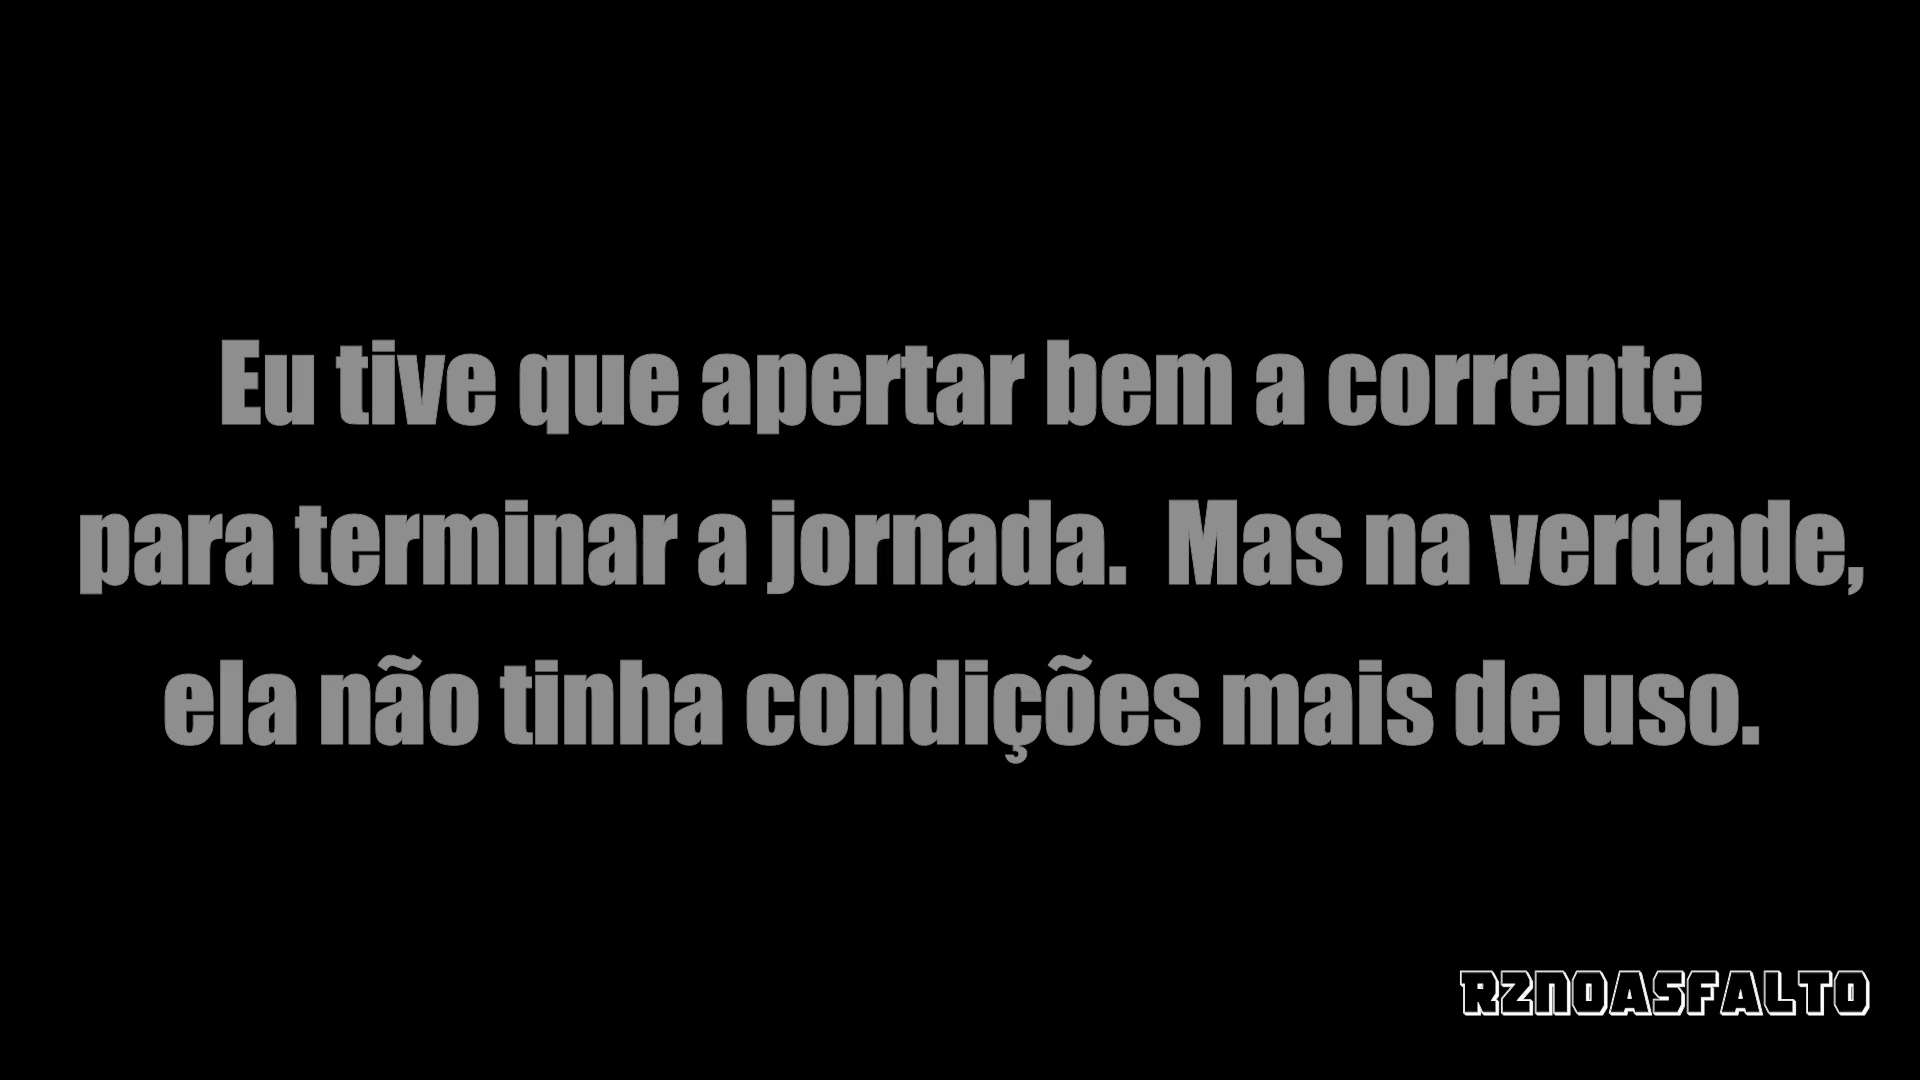 Eu tive que apertar bem a corrente
para terminar a jornada.  Mas na verdade,
ela não tinha condições mais de uso.
RZNOASFALTO